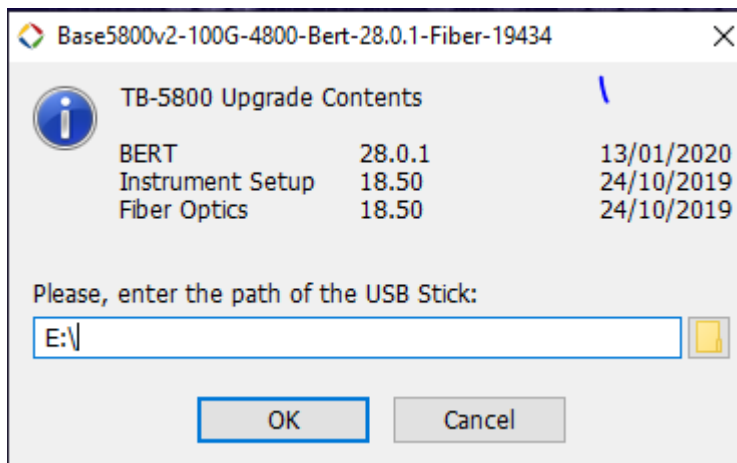 Base5800v2-100G-4800-Bert-28.0.1-Fiber-19434
TB-5800 Upgrade Contents
BERT 28.0.1 13/01/2020
Instrument Setup 18.50 24/10/2019
Fiber Optics 18.50 24/10/2019
Please, enter the path of the USB Stick:
E:\
OK Cancel